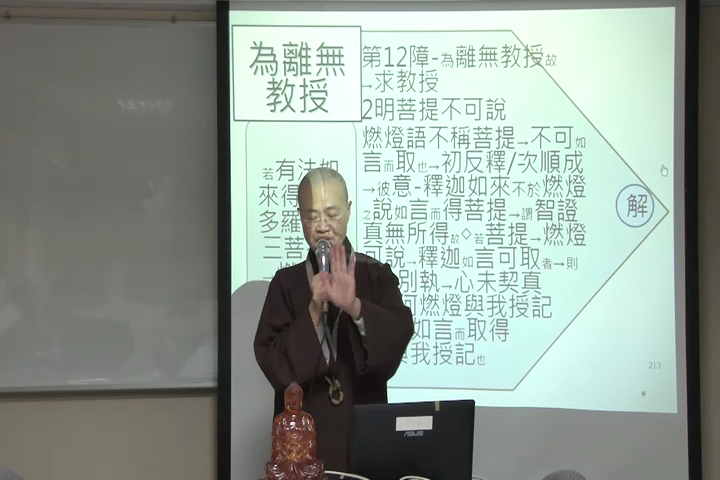 為離無
教授
第12障-為離無教授故
→求教授
2明菩提不可說
燃燈語不稱菩提→不可如
言而取也→初反釋/次順成
→彼意-釋迦如來不於燃燈
之說如言而得菩提→謂智證
真無所得故◇若菩提→燃燈
可說→釋迦如言可取者→則
別執→心未契真
可燃燈與我授記
如言而取得
與我授記也
若有法如
來得
多羅
三菩
解
213
ASUS